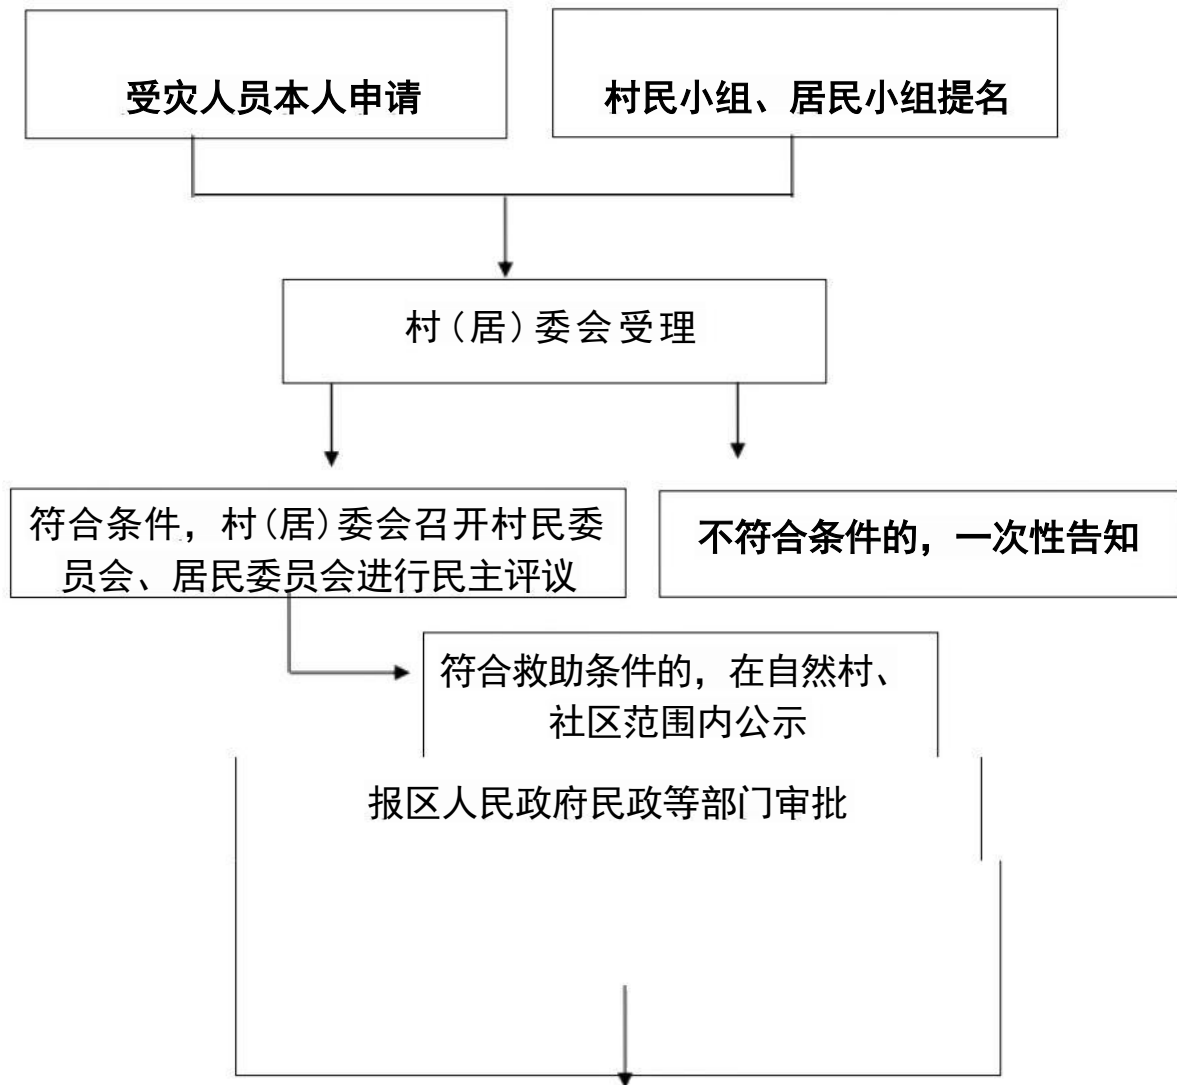 受灾人员本人申请
村民小组、居民小组提名
村（居）委会受理
符合条件，村（居）委会召开村民委
员会、居民委员会进行民主评议
不符合条件的，一次性告知
符合救助条件的，在自然村、
社区范围内公示
报区人民政府民政等部门审批